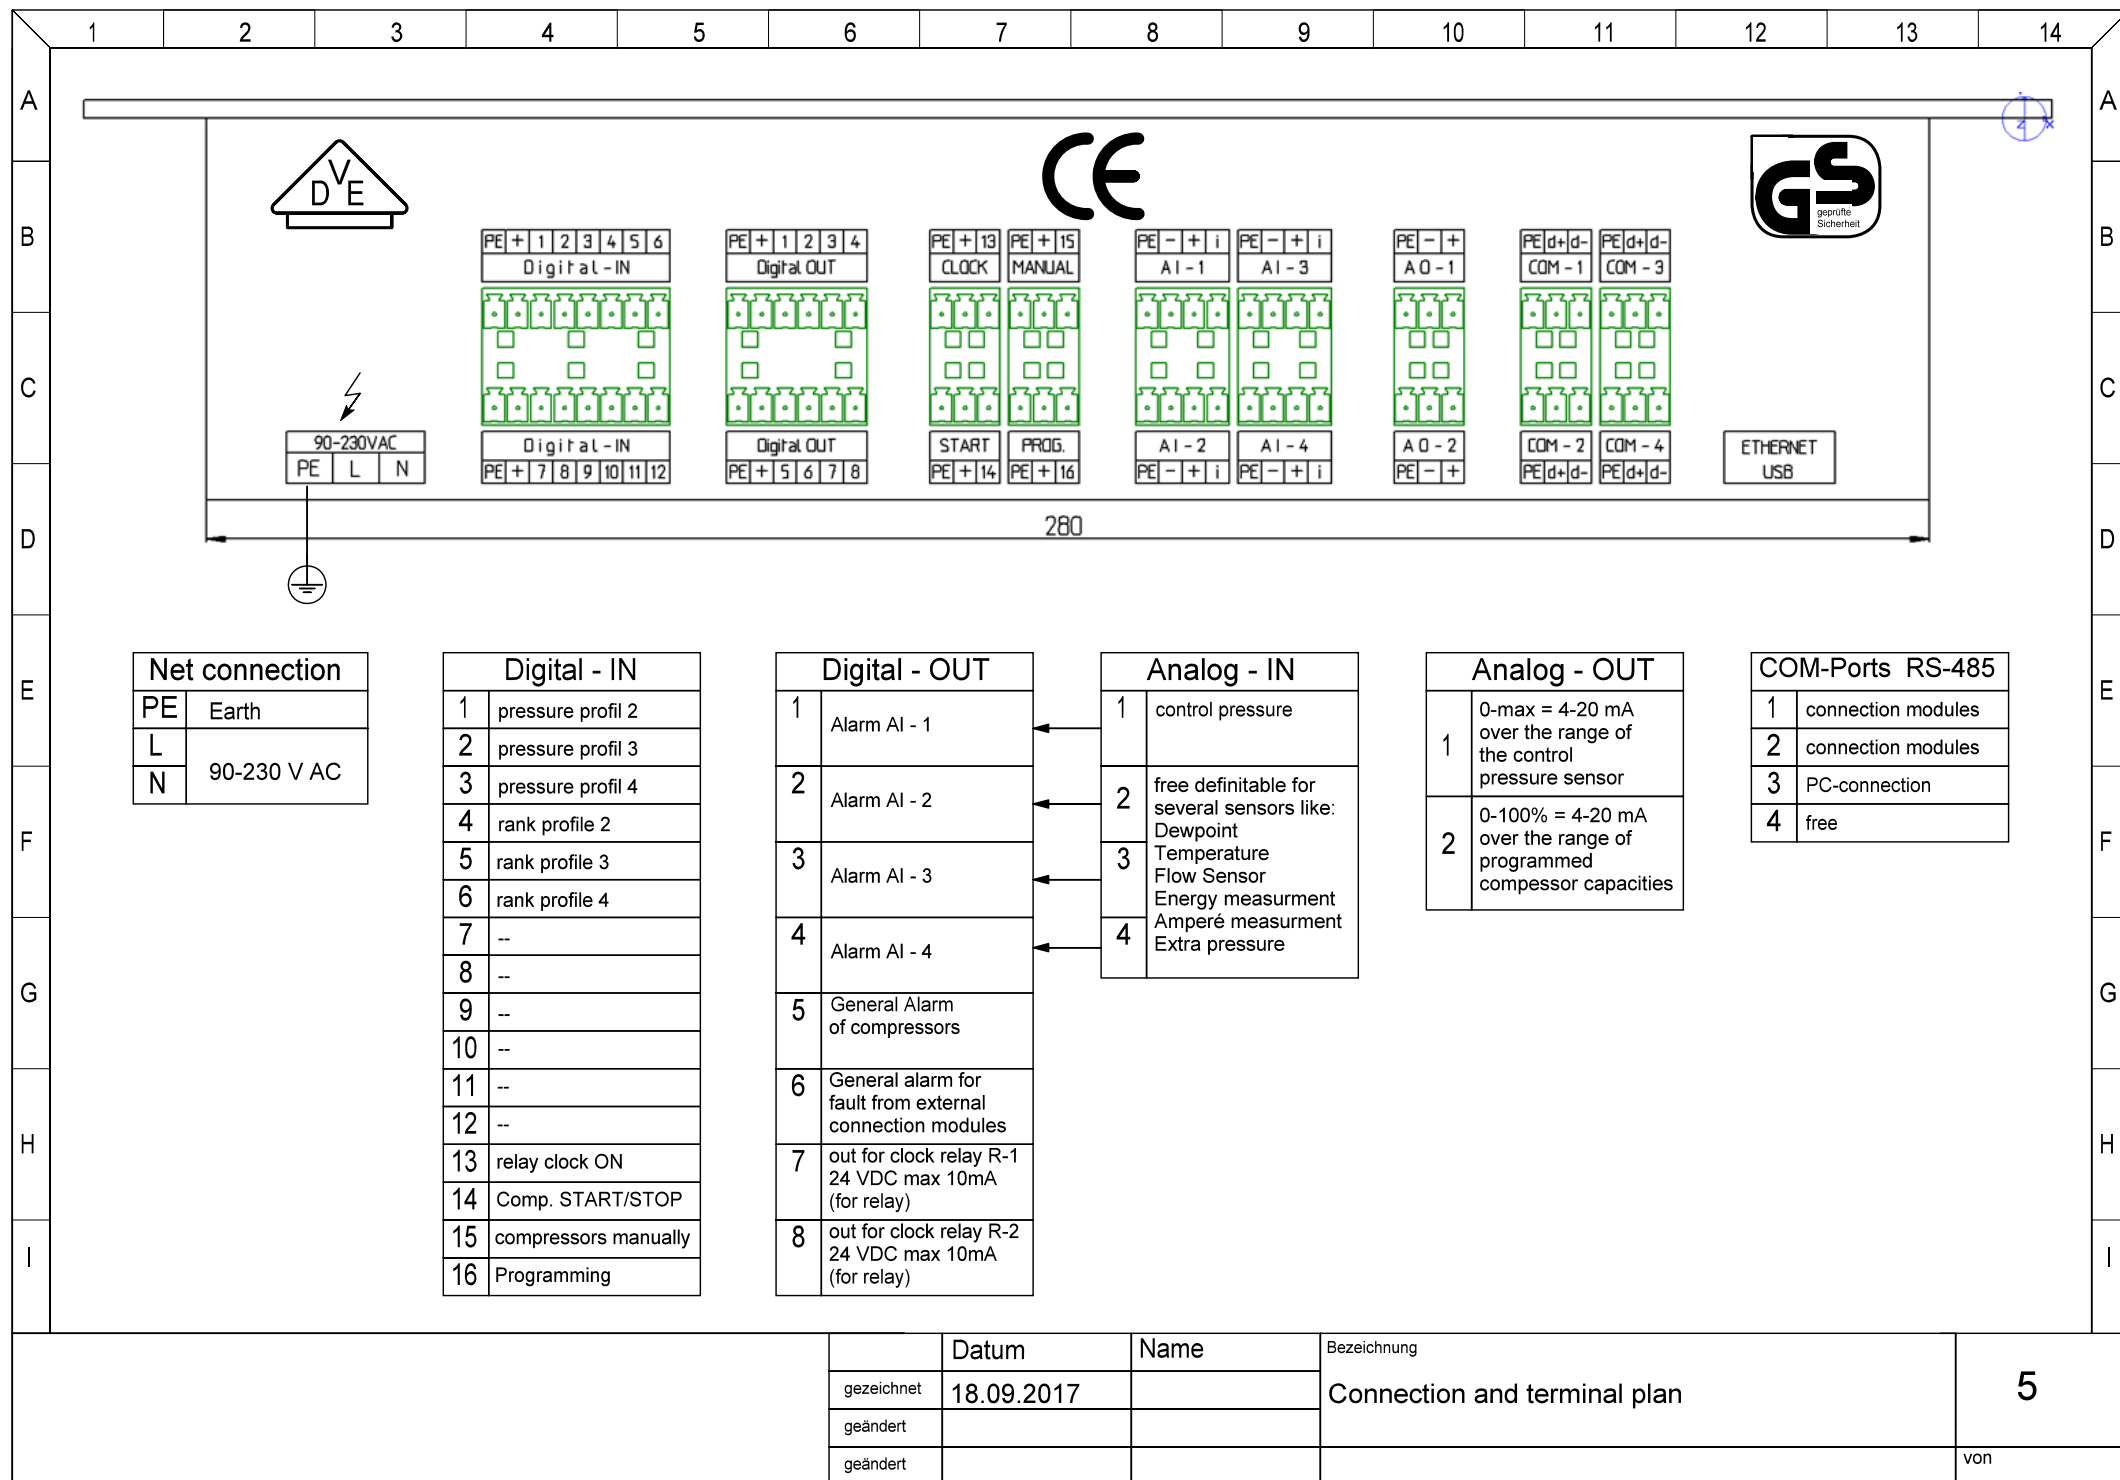 1 2 3 4 5 6 7 8 9 10 11 12 13 14
A A
B B
C C
D D
E E
F F
G G
H H
I I
V
D E
CE
GS
geprüfte
Sicherheit
Z X
PE + 1 2 3 4 5 6
Digital-IN
PE + 1 2 3 4
Digital OUT
PE + 13
CLOCK
PE + 15
MANUAL
PE - + i
AI-1
PE - + i
AI-3
PE - +
AO-1
PE d+ d-
COM-1
PE d+ d-
COM-3
90-230VAC
PE L N
Digital-IN
PE + 7 8 9 10 11 12
Digital OUT
PE + 5 6 7 8
START
PE + 14
PROG.
PE + 16
AI-2
PE - + i
AI-4
PE - + i
AO-2
PE - +
COM-2
PE d+ d-
COM-4
PE d+ d-
ETHERNET
USB
280
Net connection
PE Earth
L
N
90-230 V AC
Digital - IN
1 pressure profil 2
2 pressure profil 3
3 pressure profil 4
4 rank profile 2
5 rank profile 3
6 rank profile 4
7 --
8 --
9 --
10 --
11 --
12 --
13 relay clock ON
14 Comp. START/STOP
15 compressors manually
16 Programming
Digital - OUT
1 Alarm AI - 1
2 Alarm AI - 2
3 Alarm AI - 3
4 Alarm AI - 4
5 General Alarm
of compressors
6 General alarm for
fault from external
connection modules
7 out for clock relay R-1
24 VDC max 10mA
(for relay)
8 out for clock relay R-2
24 VDC max 10mA
(for relay)
Analog - IN
1 control pressure
2
3
4
free definitable for
several sensors like:
Dewpoint
Temperature
Flow Sensor
Energy measurment
Amperé measurment
Extra pressure
Analog - OUT
1
0-max = 4-20 mA
over the range of
the control
pressure sensor
2
0-100% = 4-20 mA
over the range of
programmed
compessor capacities
COM-Ports RS-485
1 connection modules
2 connection modules
3 PC-connection
4 free
Datum Name
gezeichnet 18.09.2017
geändert
geändert
Bezeichnung
Connection and terminal plan
5
von